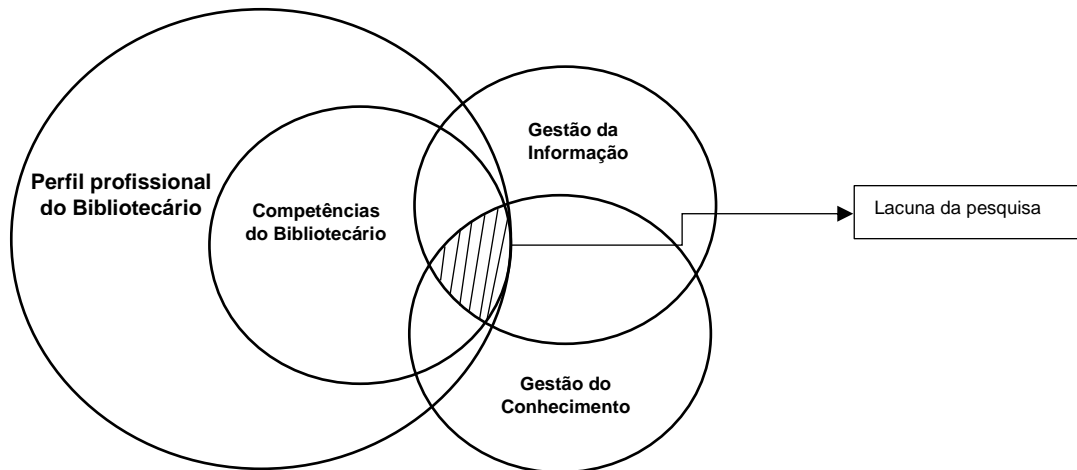 Perfil profissional
do Bibliotecário
Competências
do Bibliotecário
Gestão da
Informação
Gestão do
Conhecimento
Lacuna da pesquisa